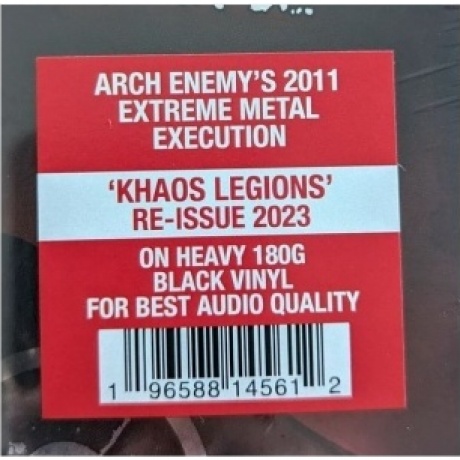 ARCH ENEMY'S 2011
EXTREME METAL
EXECUTION
'KHAOS LEGIONS'
RE-ISSUE 2023
ON HEAVY 180G
BLACK VINYL
FOR BEST AUDIO QUALITY
1 96588 14561 2